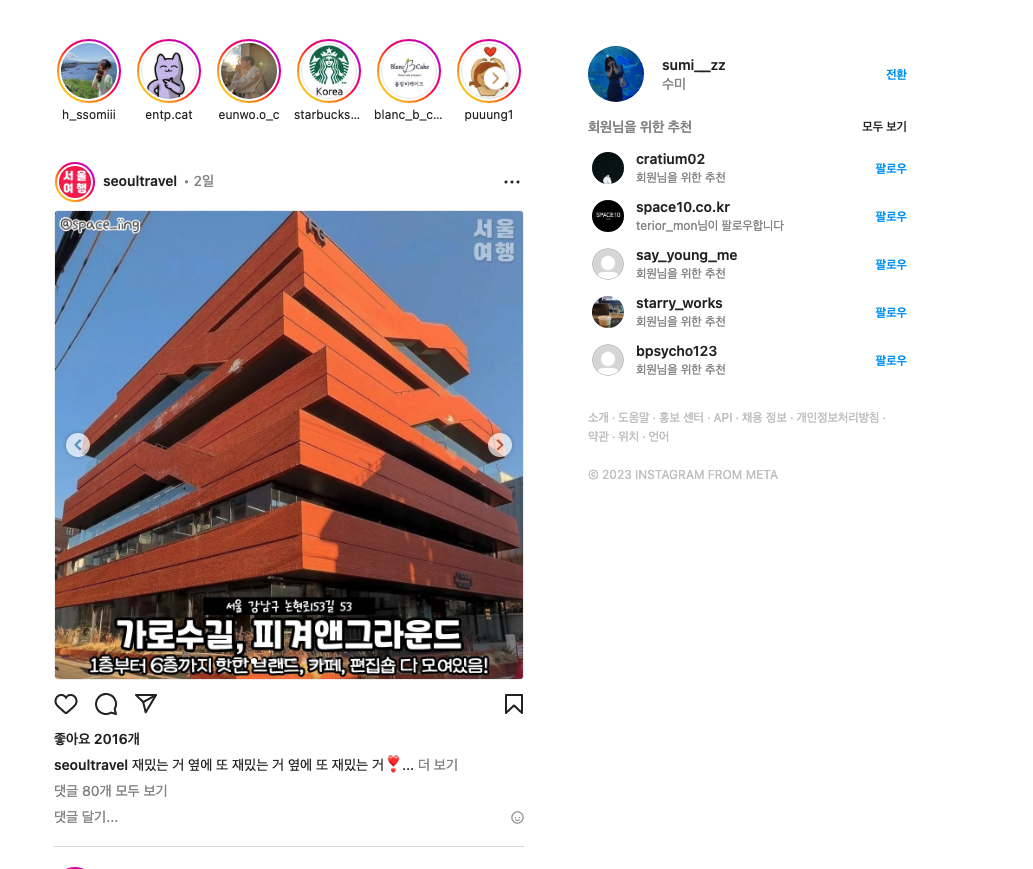 Korea
h_ssomiii
entp.cat
eunwo.o_c
starbucks...
blanc_b_c...
puuung1
서울
여행
seoultravel • 2일
@space_iing
서울
여행
서울 강남구 논현로153길 53
가로수길, 피겨앤그라운드
1층부터 6층까지 핫한 브랜드, 카페, 편집숍 다 모여있음!
좋아요 2016개
seoultravel 재밌는 거 옆에 또 재밌는 거 옆에 또 재밌는 거❣️... 더 보기
댓글 80개 모두 보기
댓글 달기...
sumi__zz
수미
전환
회원님을 위한 추천
모두 보기
cratium02
회원님을 위한 추천
팔로우
SPACE10
space10.co.kr
terior_mon님이 팔로우합니다
팔로우
say_young_me
회원님을 위한 추천
팔로우
starry_works
회원님을 위한 추천
팔로우
bpsycho123
회원님을 위한 추천
팔로우
소개 · 도움말 · 홍보 센터 · API · 채용 정보 · 개인정보처리방침 ·
약관 · 위치 · 언어
© 2023 INSTAGRAM FROM META